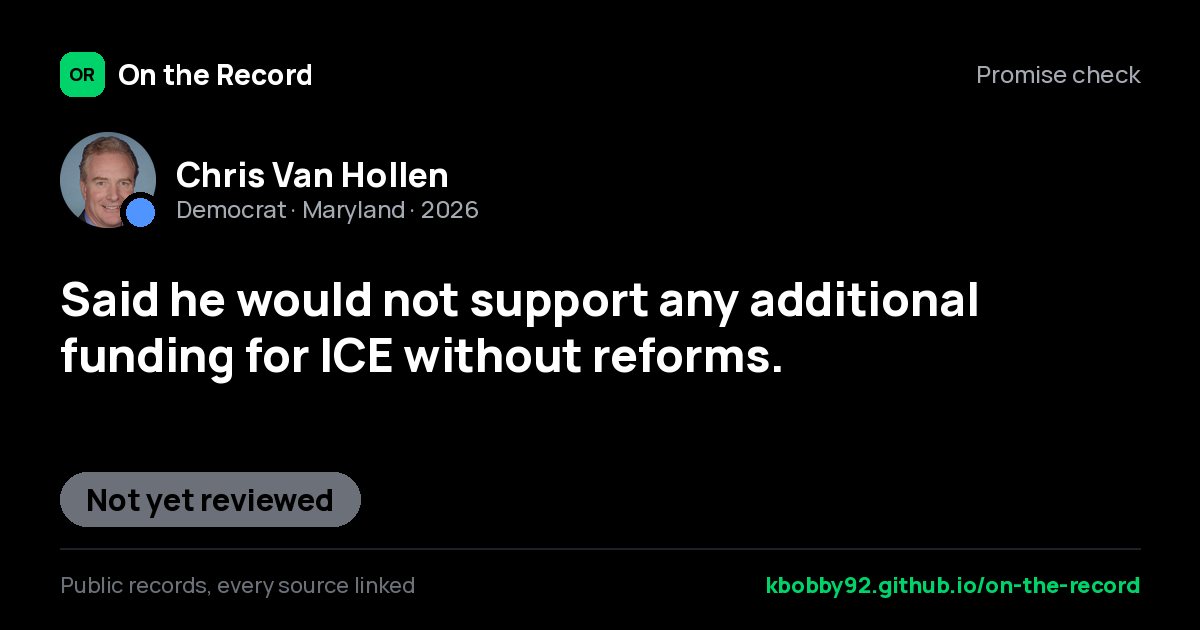 OR On the Record
Promise check
Chris Van Hollen
Democrat · Maryland · 2026
Said he would not support any additional
funding for ICE without reforms.
Not yet reviewed
Public records, every source linked
kbobby92.github.io/on-the-record